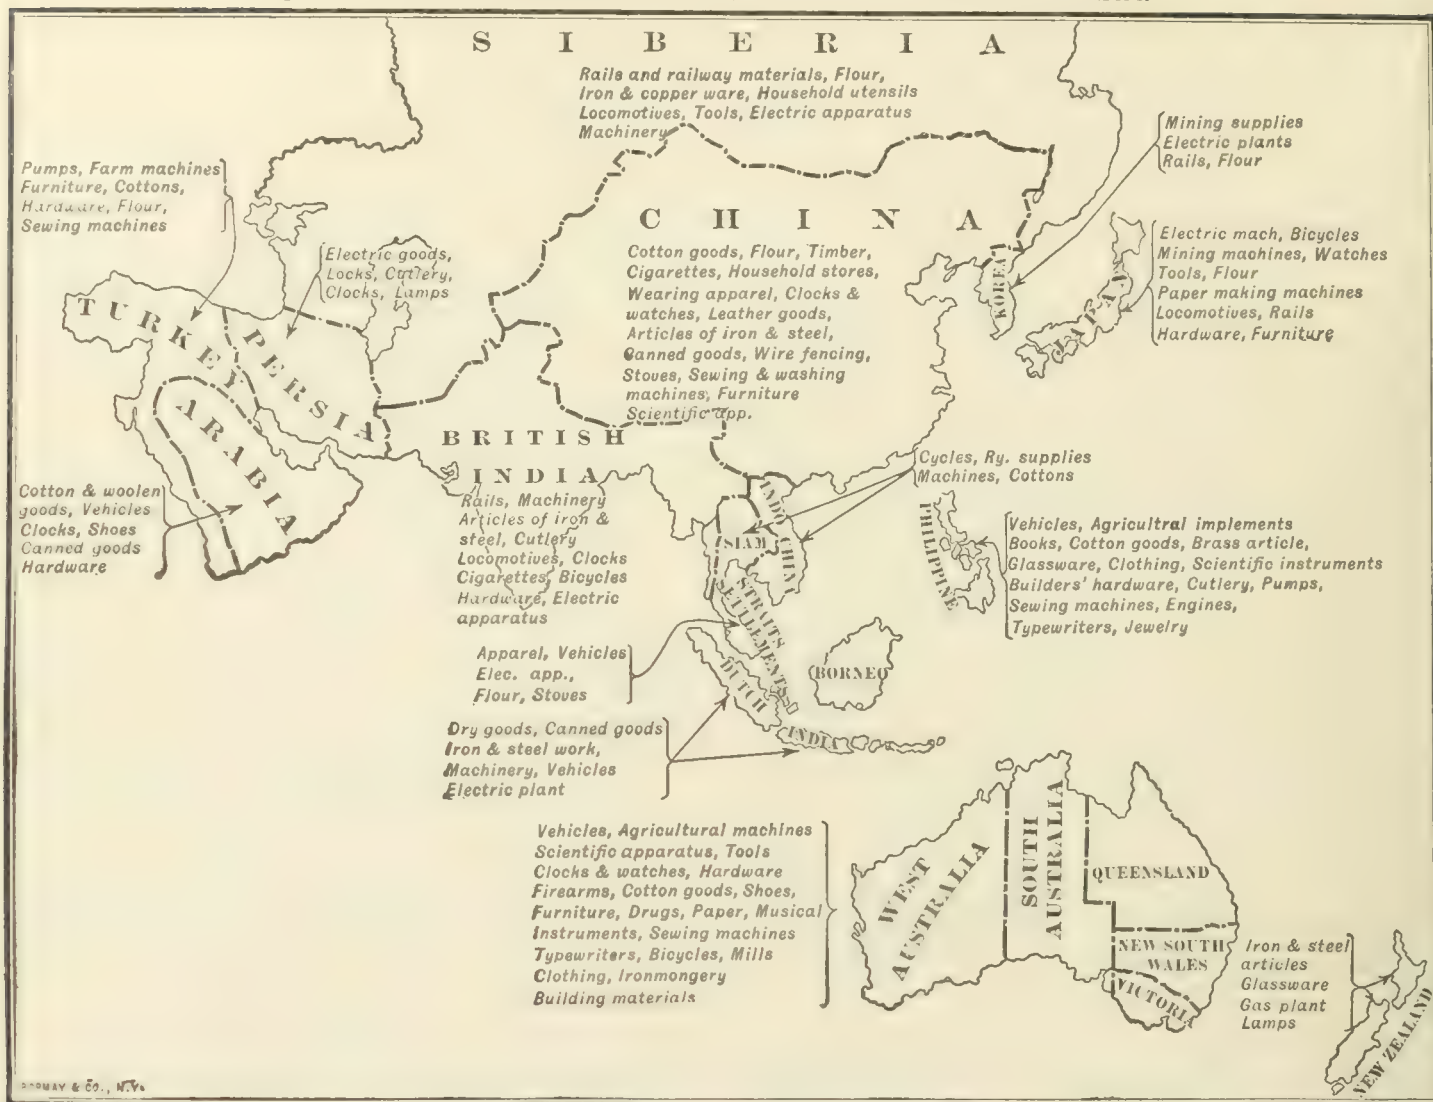 SIBERIA
Rails and railway materials, Flour,
Iron & copper ware, Household utensils
Locomotives, Tools, Electric apparatus
Machinery
Mining supplies
Electric plants
Rails, Flour
Pumps, Farm machines
Furniture, Cottons,
Hardware, Flour,
Sewing machines
CHINA
Cotton goods, Flour, Timber,
Cigarettes, Household stores,
Wearing apparel, Clocks &
watches, Leather goods,
Articles of iron & steel,
Canned goods, Wire fencing,
Stoves, Sewing & washing
machines, Furniture
Scientific app.
Electric goods,
Locks, Cutlery,
Clocks, Lamps
Electric mach, Bicycles
Mining machines, Watches
Tools, Flour
Paper making machines
Locomotives, Rails
Hardware, Furniture
KOREA
JAPAN
TURKEY
PERSIA
ARABIA
BRITISH
INDIA
Rails, Machinery
Articles of iron &
steel, Cutlery
Locomotives, Clocks
Cigarettes, Bicycles
Hardware, Electric
apparatus
Cotton & woolen
goods, Vehicles
Clocks, Shoes
Canned goods
Hardware
Cycles, Ry. supplies
Machines, Cottons
INDO CHINA
SIAM
PHILIPPINE
Vehicles, Agricultral implements
Books, Cotton goods, Brass article,
Glassware, Clothing, Scientific instruments
Builders' hardware, Cutlery, Pumps,
Sewing machines, Engines,
Typewriters, Jewelry
STRAITS
SETTLEMENTS
Apparel, Vehicles
Elec. app.,
Flour, Stoves
DUTCH
INDIA
BORNEO
Dry goods, Canned goods
Iron & steel work,
Machinery, Vehicles
Electric plant
Vehicles, Agricultural machines
Scientific apparatus, Tools
Clocks & watches, Hardware
Firearms, Cotton goods, Shoes,
Furniture, Drugs, Paper, Musical
Instruments, Sewing machines
Typewriters, Bicycles, Mills
Clothing, Ironmongery
Building materials
WEST
AUSTRALIA
SOUTH
AUSTRALIA
QUEENSLAND
NEW SOUTH
WALES
VICTORIA
Iron & steel
articles
Glassware
Gas plant
Lamps
NEW ZEALAND
& CO., N.Y.